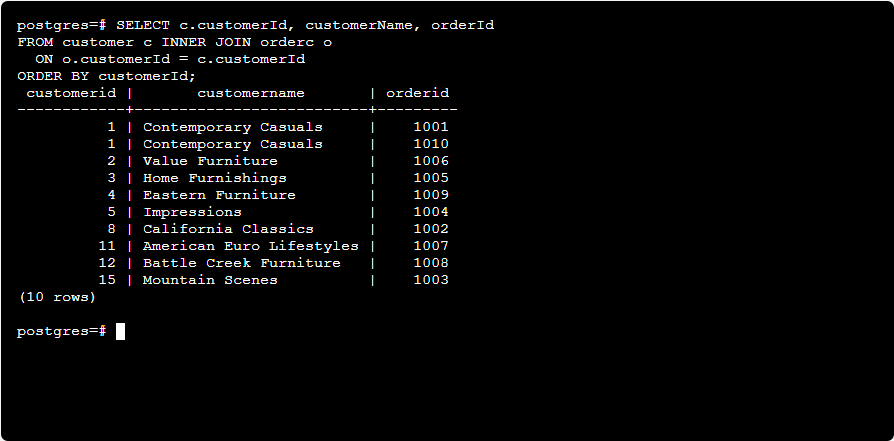 postgres=# SELECT c.customerId, customerName, orderId
FROM customer c INNER JOIN orderc o
  ON o.customerId = c.customerId
ORDER BY customerId;
 customerid |       customername       | orderid
------------+--------------------------+---------
          1 | Contemporary Casuals     |    1001
          1 | Contemporary Casuals     |    1010
          2 | Value Furniture          |    1006
          3 | Home Furnishings         |    1005
          4 | Eastern Furniture        |    1009
          5 | Impressions              |    1004
          8 | California Classics      |    1002
         11 | American Euro Lifestyles |    1007
         12 | Battle Creek Furniture   |    1008
         15 | Mountain Scenes          |    1003
(10 rows)

postgres=#